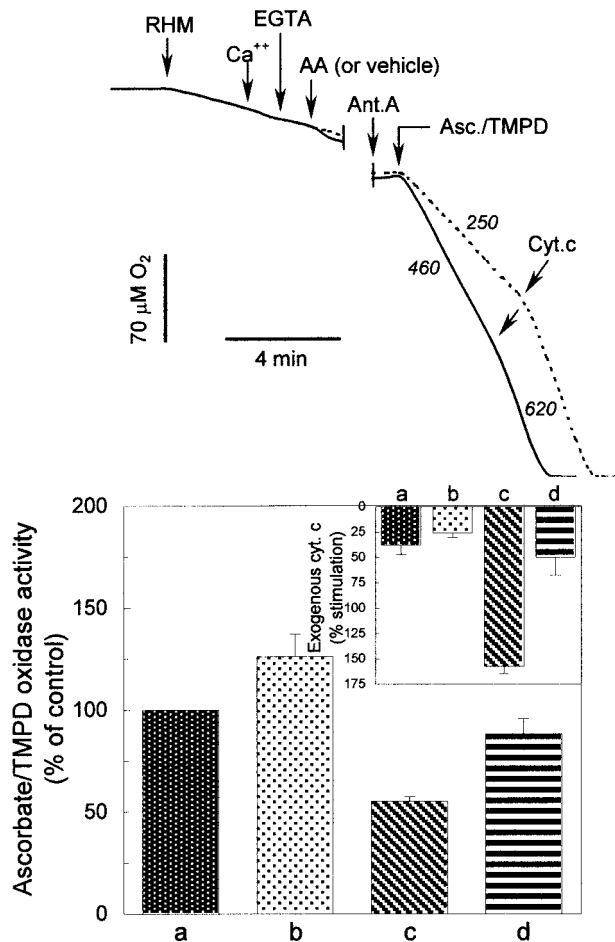 EGTA
RHM
Ca++
AA (or vehicle)
Ant.A
Asc./TMPD
250
Cyt.c
460
70 µM O2
4 min
620
200
150
100
50
0
Ascorbate/TMPD oxidase activity
(% of control)
a b c d
a b c d
0
25
50
75
100
125
150
175
Exogenous cyt. c
(% stimulation)